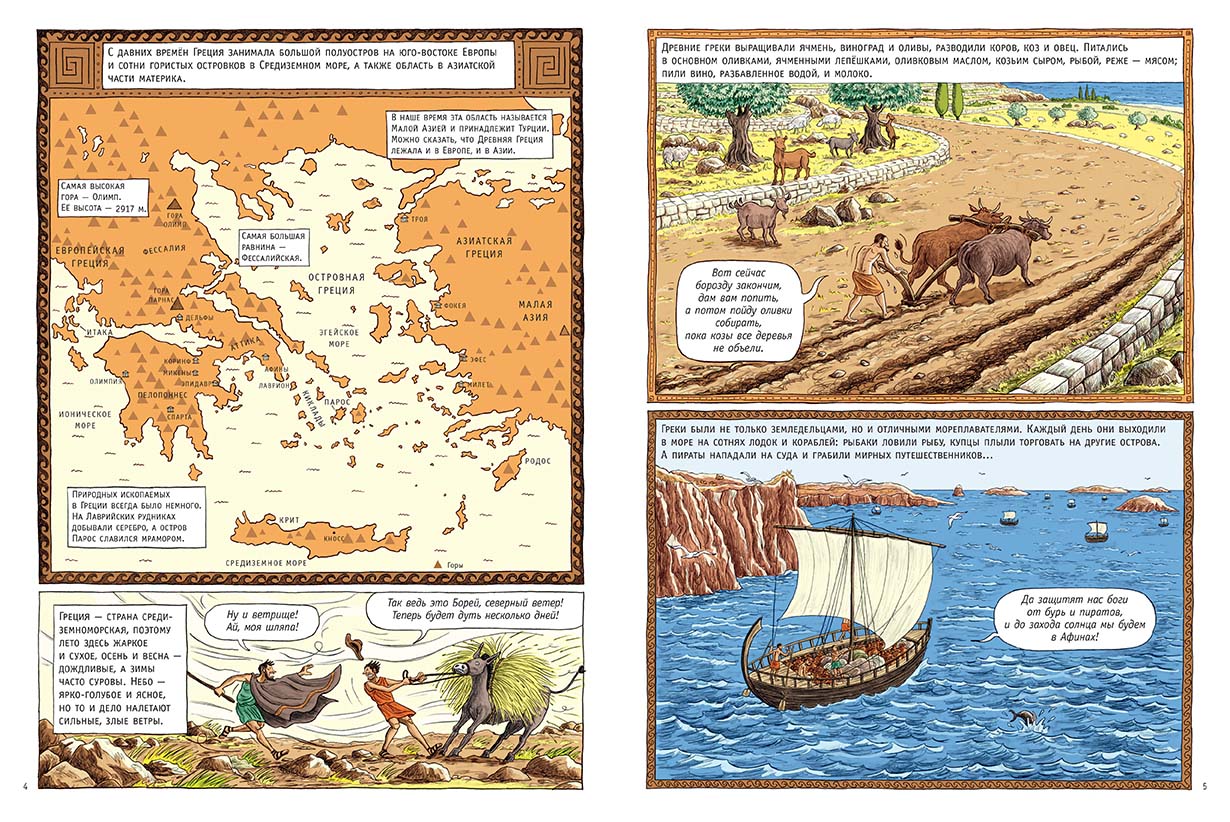 С давних времён Греция занимала большой полуостров на юго-востоке Европы
и сотни гористых островков в Средиземном море, а также область в азиатской
части материка.
В наше время эта область называется
Малой Азией и принадлежит Турции.
Можно сказать, что Древняя Греция
лежала и в Европе, и в Азии.
Самая высокая
гора – Олимп.
Её высота – 2917 м.
Гора
Олимп
Троя
Самая большая
равнина –
Фессалийская.
Европейская
Греция
Фессалия
Азиатская
Греция
Островная
Греция
Гора
Парнас
Дельфы
Фокея
Малая
Азия
Итака
Эгейское
море
Аттика
Коринф
Микены
Эпидавр
Афины
Эфес
Олимпия
Лаврион
Милет
Пелопоннес
Киклады
Парос
Спарта
Ионическое
море
Родос
Природных ископаемых
в Греции всегда было немного.
На Лаврийских рудниках
добывали серебро, а остров
Парос славился мрамором.
Крит
Кносс
Средиземное море
Горы
Греция – страна среди-
земноморская, поэтому
лето здесь жаркое
и сухое, осень и весна –
дождливые, а зимы
часто суровы. Небо –
ярко-голубое и ясное,
но то и дело налетают
сильные, злые ветры.
Ну и ветрище!
Ай, моя шляпа!
Так ведь это Борей, северный ветер!
Теперь будет дуть несколько дней!
4
Древние греки выращивали ячмень, виноград и оливы, разводили коров, коз и овец. Питались
в основном оливками, ячменными лепёшками, оливковым маслом, козьим сыром, рыбой, реже – мясом;
пили вино, разбавленное водой, и молоко.
Вот сейчас
борозду закончим,
дам вам попить,
а потом пойду оливки
собирать,
пока козы все деревья
не объели.
Греки были не только земледельцами, но и отличными мореплавателями. Каждый день они выходили
в море на сотнях лодок и кораблей: рыбаки ловили рыбу, купцы плыли торговать на другие острова.
А пираты нападали на суда и грабили мирных путешественников...
Да защитят нас боги
от бурь и пиратов,
и до захода солнца мы будем
в Афинах!
5